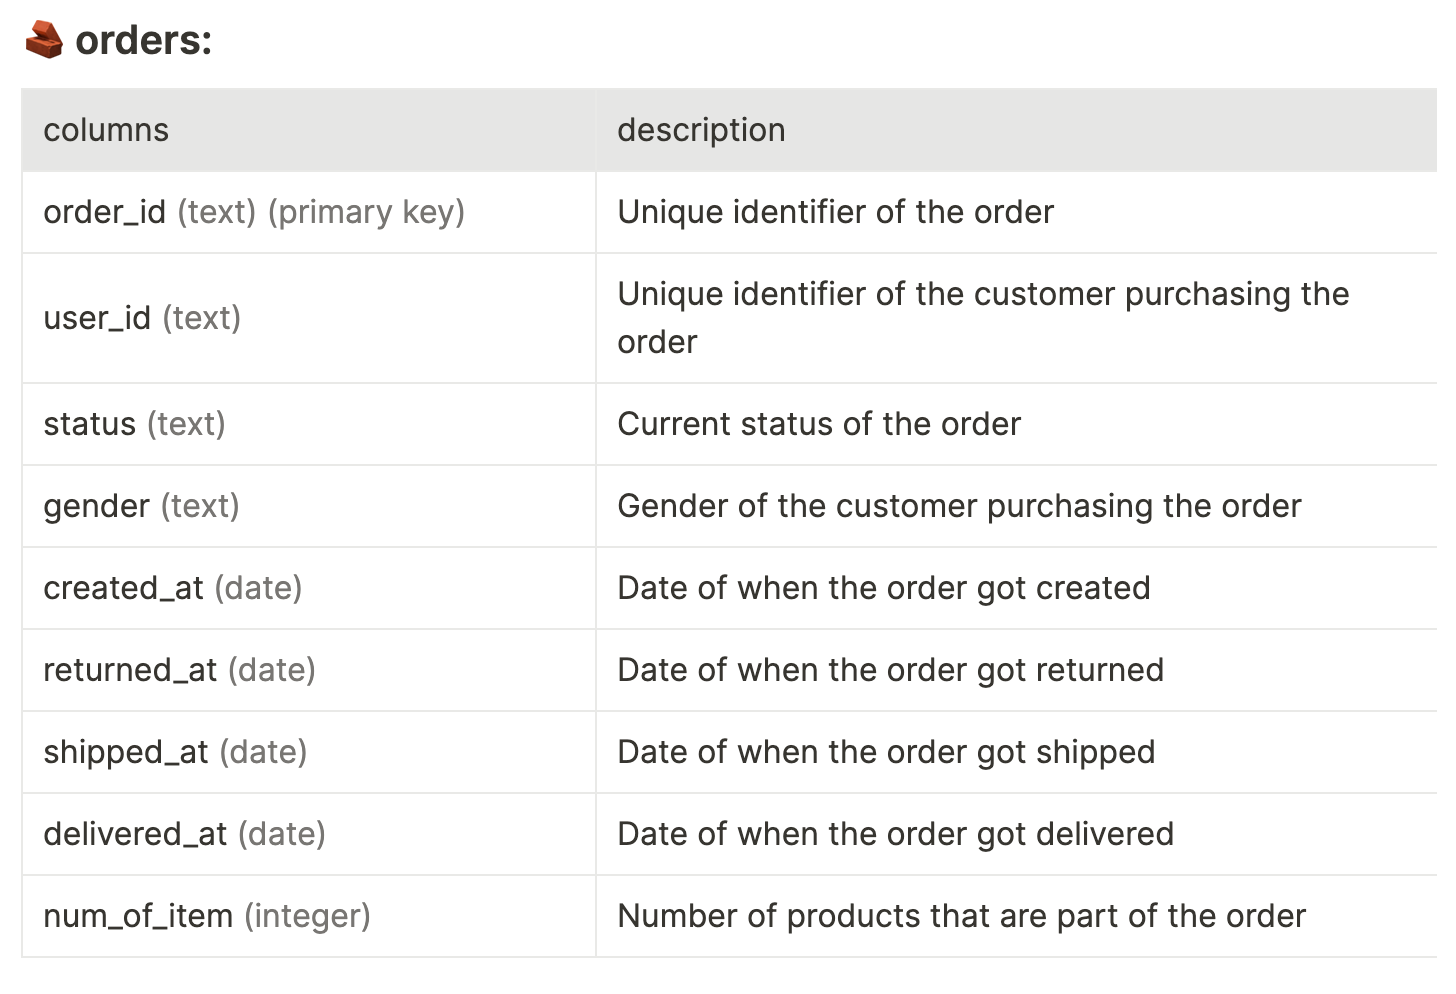 orders:
columns description
order_id (text) (primary key) Unique identifier of the order
user_id (text) Unique identifier of the customer purchasing the
order
status (text) Current status of the order
gender (text) Gender of the customer purchasing the order
created_at (date) Date of when the order got created
returned_at (date) Date of when the order got returned
shipped_at (date) Date of when the order got shipped
delivered_at (date) Date of when the order got delivered
num_of_item (integer) Number of products that are part of the order